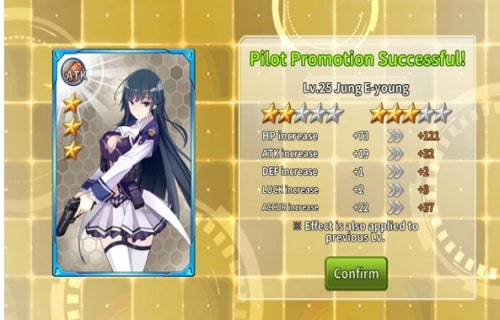 ATK
Pilot Promotion Successful!
Lv.25 Jung E-young
HP increase +73 +121
ATK increase +19 +32
DEF increase +1 +2
LUCK increase +2 +3
ACCUR increase +22 +37
※ Effect is also applied to
previous Lv.
Confirm